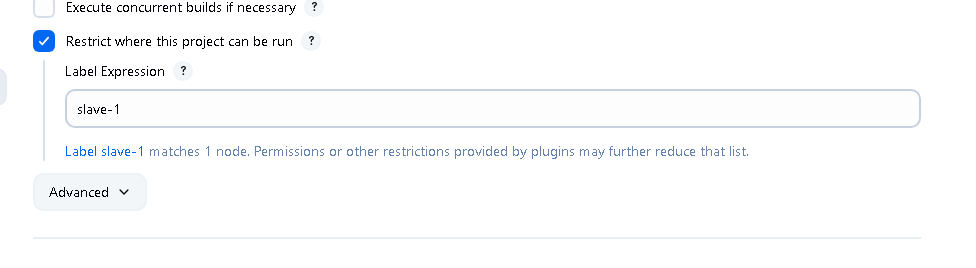 Execute concurrent builds if necessary ?
Restrict where this project can be run ?
Label Expression ?
slave-1
Label slave-1 matches 1 node. Permissions or other restrictions provided by plugins may further reduce that list.
Advanced